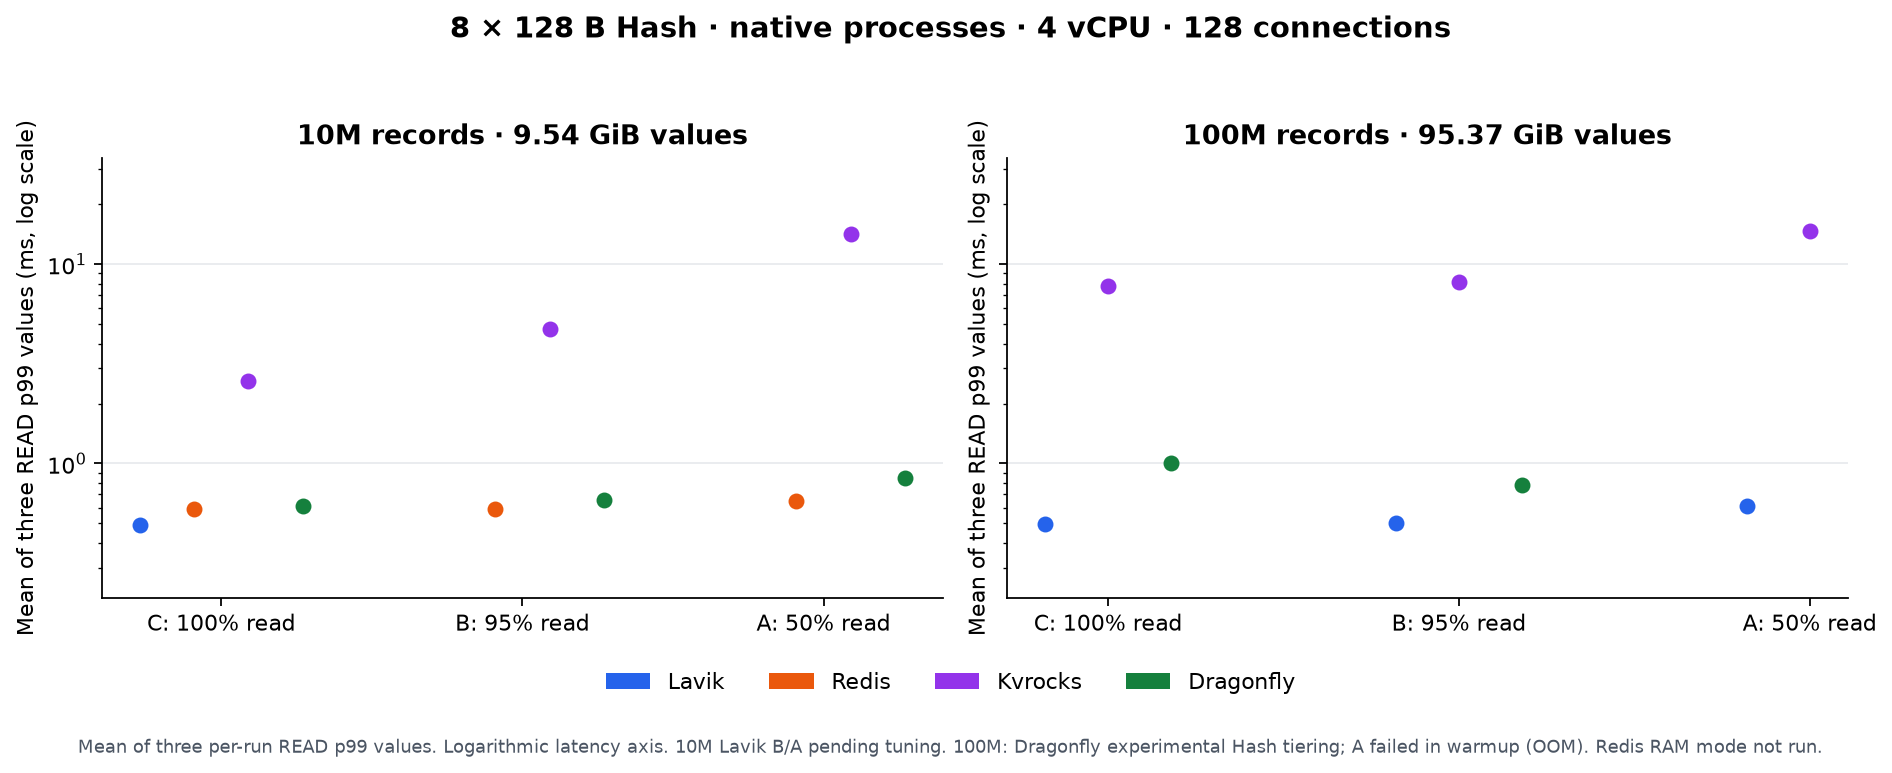 8 × 128 B Hash · native processes · 4 vCPU · 128 connections
10M records · 9.54 GiB values
Mean of three READ p99 values (ms, log scale)
10¹
10⁰
C: 100% read
B: 95% read
A: 50% read
100M records · 95.37 GiB values
Mean of three READ p99 values (ms, log scale)
C: 100% read
B: 95% read
A: 50% read
Lavik
Redis
Kvrocks
Dragonfly
Mean of three per-run READ p99 values. Logarithmic latency axis. 10M Lavik B/A pending tuning. 100M: Dragonfly experimental Hash tiering; A failed in warmup (OOM). Redis RAM mode not run.